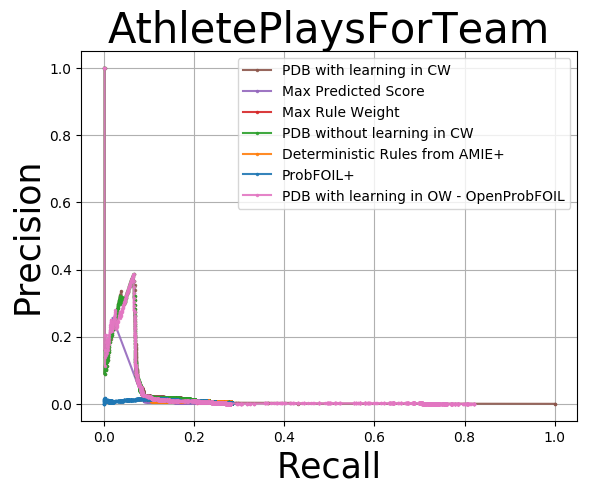 AthletePlaysForTeam
PDB with learning in CW
Max Predicted Score
Max Rule Weight
PDB without learning in CW
Deterministic Rules from AMIE+
ProbFOIL+
PDB with learning in OW - OpenProbFOIL
Precision
1.0
0.8
0.6
0.4
0.2
0.0
0.0 0.2 0.4 0.6 0.8 1.0
Recall